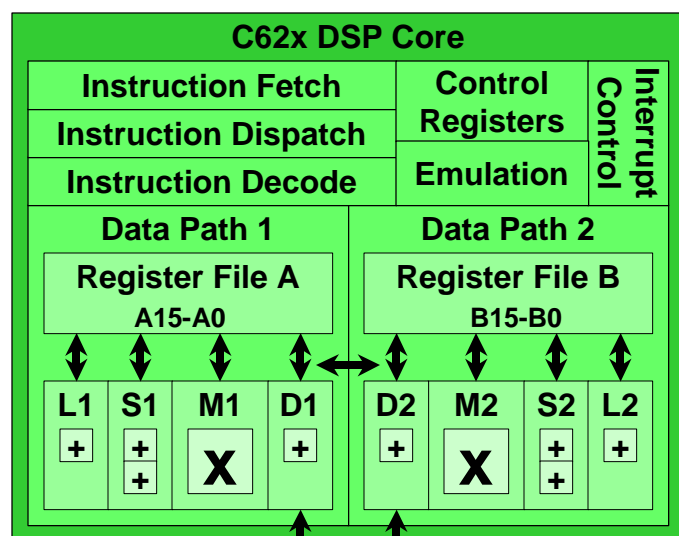 C62x DSP Core
Instruction Fetch
Instruction Dispatch
Instruction Decode
Control
Registers
Emulation
Interrupt
Control
Data Path 1
Register File A
A15-A0
Data Path 2
Register File B
B15-B0
L1 S1 M1 D1
+ + X +
+
D2 M2 S2 L2
+ X + +
+